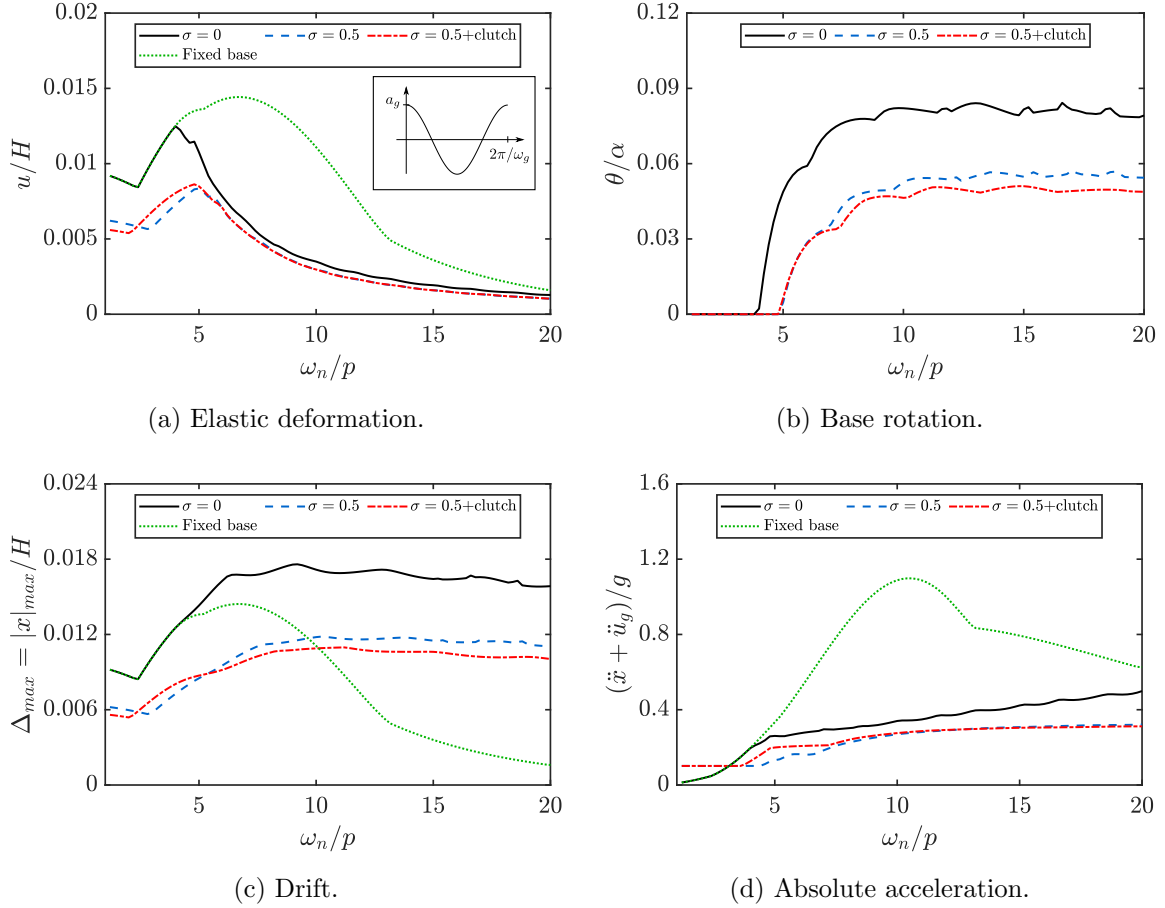 0.02
0.015
0.01
0.005
0
u/H
σ = 0
σ = 0.5
σ = 0.5+clutch
Fixed base
a_g
2π/ω_g
5
10
15
20
ω_n/p
(a) Elastic deformation.
0.12
0.09
0.06
0.03
0
θ/α
σ = 0
σ = 0.5
σ = 0.5+clutch
5
10
15
20
ω_n/p
(b) Base rotation.
0.024
0.018
0.012
0.006
0
Δ_max = |x|_max/H
σ = 0
σ = 0.5
σ = 0.5+clutch
Fixed base
5
10
15
20
ω_n/p
(c) Drift.
1.6
1.2
0.8
0.4
0
(ẍ + ü_g)/g
σ = 0
σ = 0.5
σ = 0.5+clutch
Fixed base
5
10
15
20
ω_n/p
(d) Absolute acceleration.